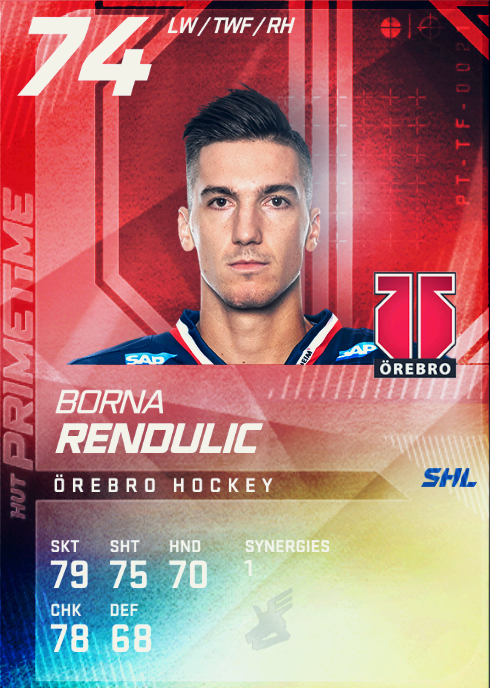 74
LW / TWF / RH
PT-TF-0021
HUT PRIMETIME
SAP
SAP
ÖREBRO
BORNA
RENDULIC
ÖREBRO HOCKEY
SHL
SKT SHT HND SYNERGIES
79 75 70 1
CHK DEF
78 68